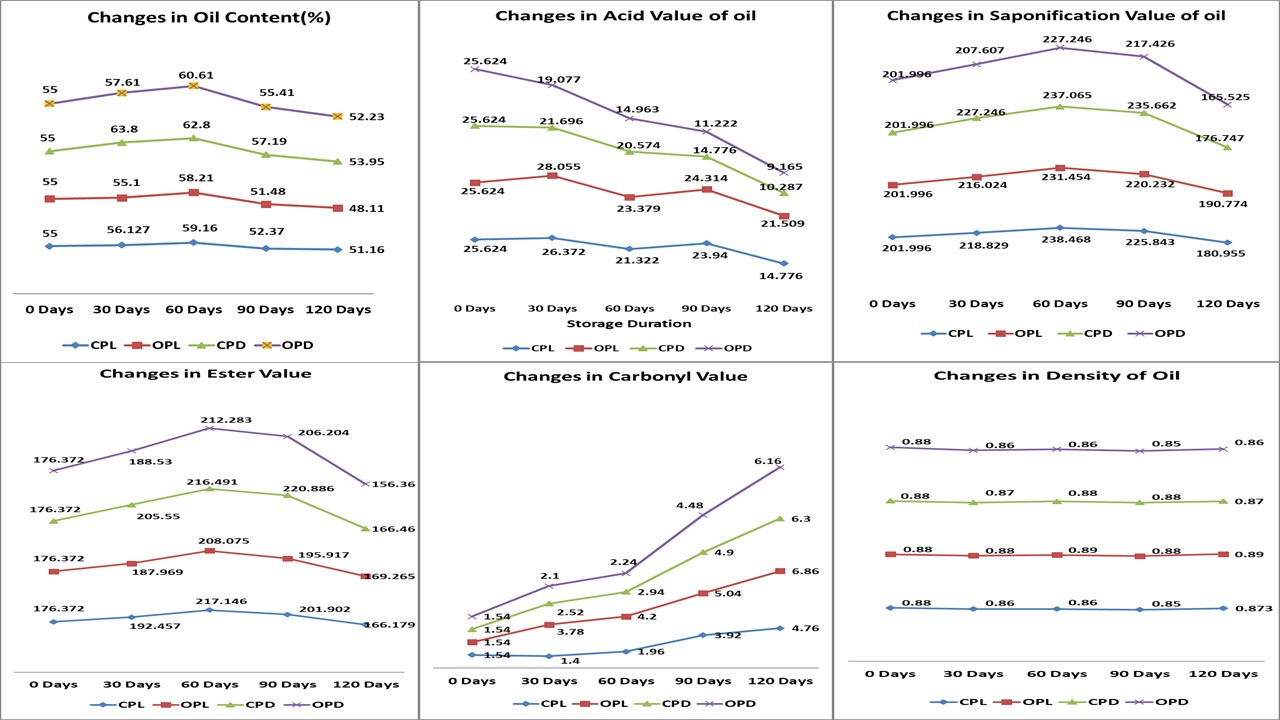 Changes in Oil Content(%)
55 57.61 60.61 55.41 52.23
55 63.8 62.8 57.19 53.95
55 55.1 58.21 51.48 48.11
55 56.127 59.16 52.37 51.16
0 Days 30 Days 60 Days 90 Days 120 Days
CPL OPL CPD OPD
Changes in Acid Value of oil
25.624 19.077 14.963 11.222 9.165
25.624 21.696 20.574 14.776 10.287
25.624 28.055 23.379 24.314 21.509
25.624 26.372 21.322 23.94 14.776
0 Days 30 Days 60 Days 90 Days 120 Days
Storage Duration
CPL OPL CPD OPD
Changes in Saponification Value of oil
201.996 207.607 227.246 217.426 165.525
201.996 227.246 237.065 235.662 176.747
201.996 216.024 231.454 220.232 190.774
201.996 218.829 238.468 225.843 180.955
0 Days 30 Days 60 Days 90 Days 120 Days
CPL OPL CPD OPD
Changes in Ester Value
176.372 188.53 212.283 206.204 156.36
176.372 205.55 216.491 220.886 166.46
176.372 187.969 208.075 195.917 169.265
176.372 192.457 217.146 201.902 166.179
0 Days 30 Days 60 Days 90 Days 120 Days
CPL OPL CPD OPD
Changes in Carbonyl Value
1.54 2.1 2.24 4.48 6.16
1.54 2.52 2.94 4.9 6.3
1.54 3.78 4.2 5.04 6.86
1.54 1.4 1.96 3.92 4.76
0 Days 30 Days 60 Days 90 Days 120 Days
CPL OPL CPD OPD
Changes in Density of Oil
0.88 0.86 0.86 0.85 0.86
0.88 0.87 0.88 0.88 0.87
0.88 0.88 0.89 0.88 0.89
0.88 0.86 0.86 0.85 0.873
0 Days 30 Days 60 Days 90 Days 120 Days
CPL OPL CPD OPD